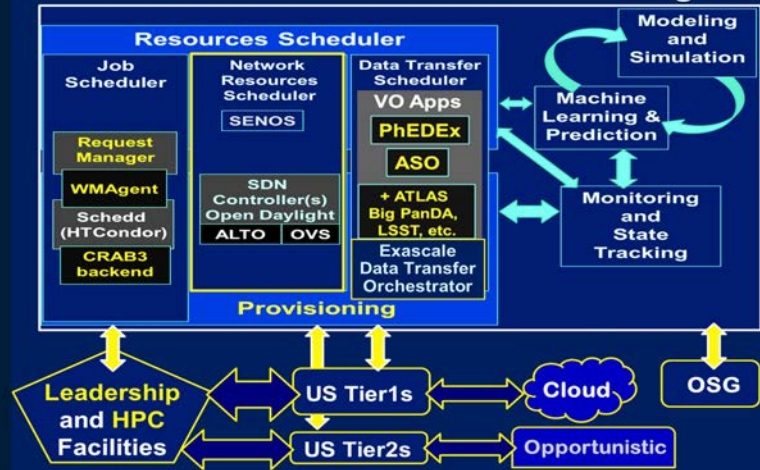 Resources Scheduler
Job
Scheduler
Request
Manager
WMAgent
Schedd
(HTCondor)
CRAB3
backend
Network
Resources
Scheduler
SENOS
SDN
Controller(s)
Open Daylight
ALTO
OVS
Data Transfer
Scheduler
VO Apps
PhEDEx
ASO
+ ATLAS
Big PanDA,
LSST, etc.
Exascale
Data Transfer
Orchestrator
Provisioning
Modeling
and
Simulation
Machine
Learning &
Prediction
Monitoring
and
State
Tracking
Leadership
and HPC
Facilities
US Tier1s
Cloud
OSG
US Tier2s
Opportunistic